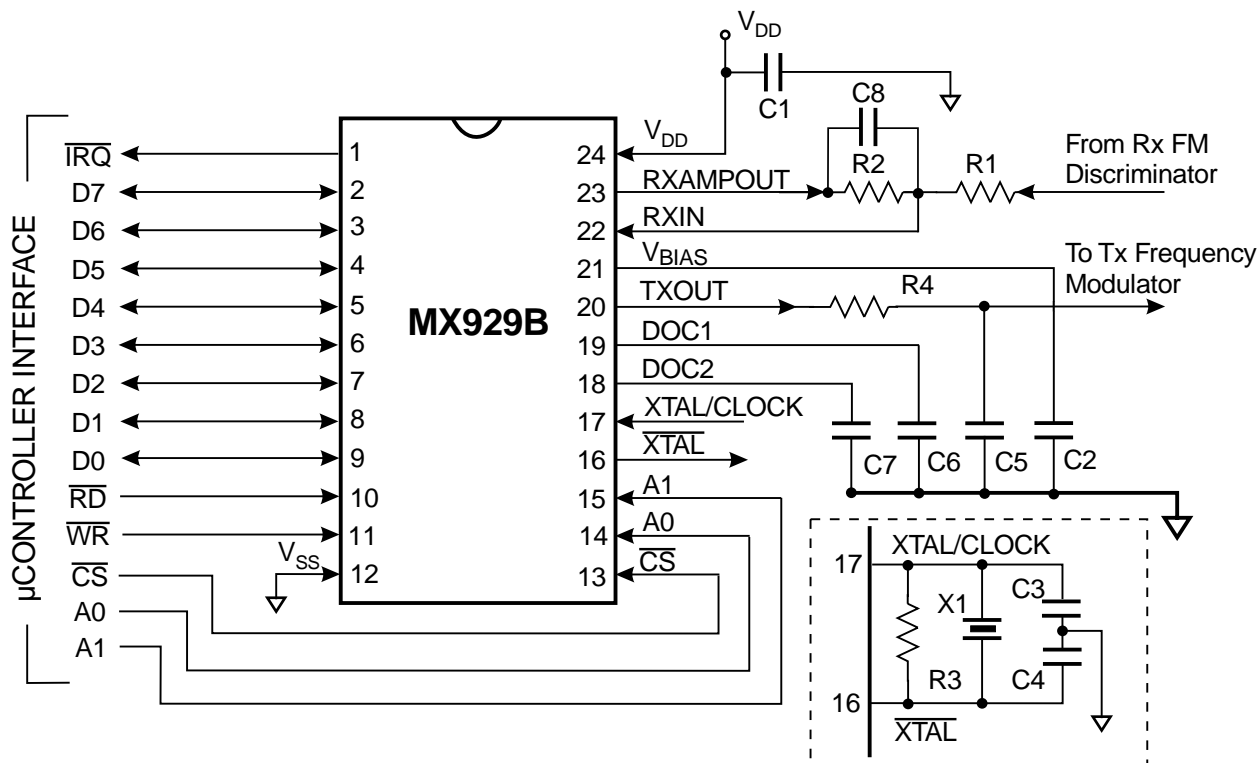 V_DD
C1
C8
IRQ
1
24
V_DD
R2
R1
From Rx FM
Discriminator
D7
2
23
RXAMPOUT
D6
3
22
RXIN
D5
4
21
V_BIAS
To Tx Frequency
Modulator
D4
5
20
TXOUT
R4
MX929B
D3
6
19
DOC1
D2
7
18
DOC2
D1
8
17
XTAL/CLOCK
D0
9
16
XTAL
C7
C6
C5
C2
RD
10
15
A1
WR
11
14
A0
CS
V_SS
12
13
CS
A0
A1
µCONTROLLER INTERFACE
17
XTAL/CLOCK
X1
C3
R3
C4
16
XTAL